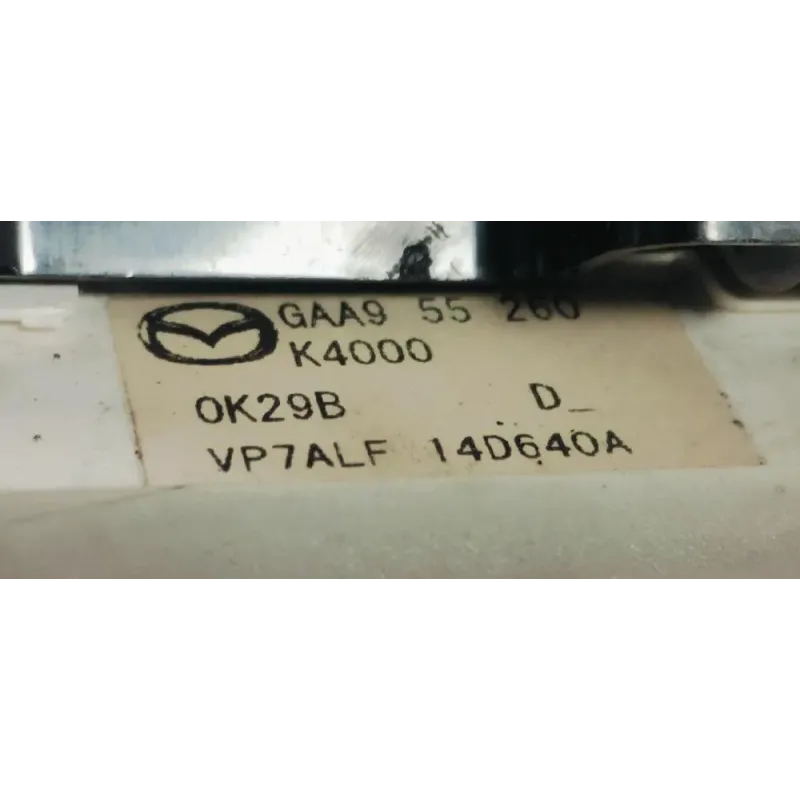 GAA9 55 260
K4000
0K29B D_
VP7ALF 14D640A